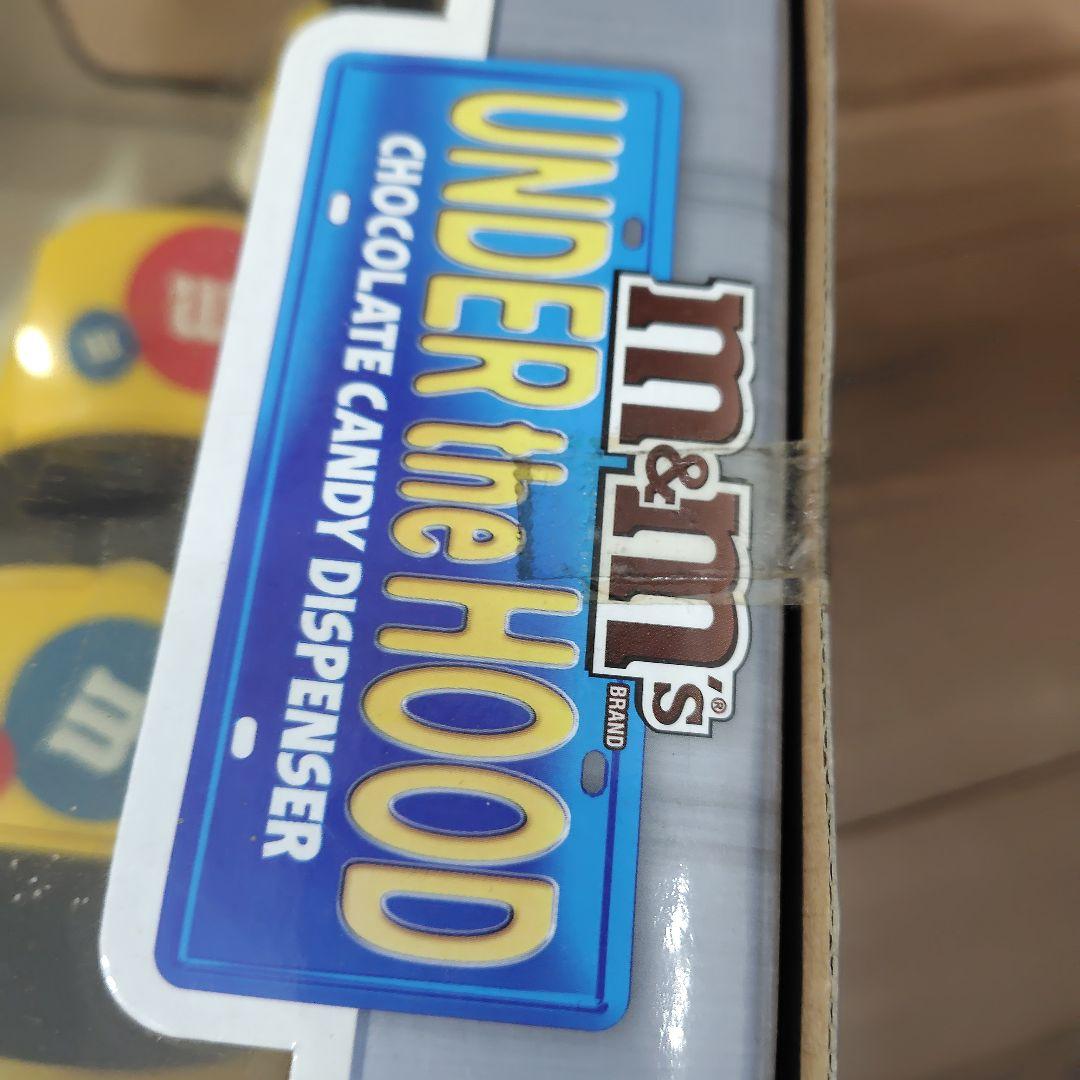 m&m's®
BRAND
UNDER the HOOD
CHOCOLATE CANDY DISPENSER
m
m
m